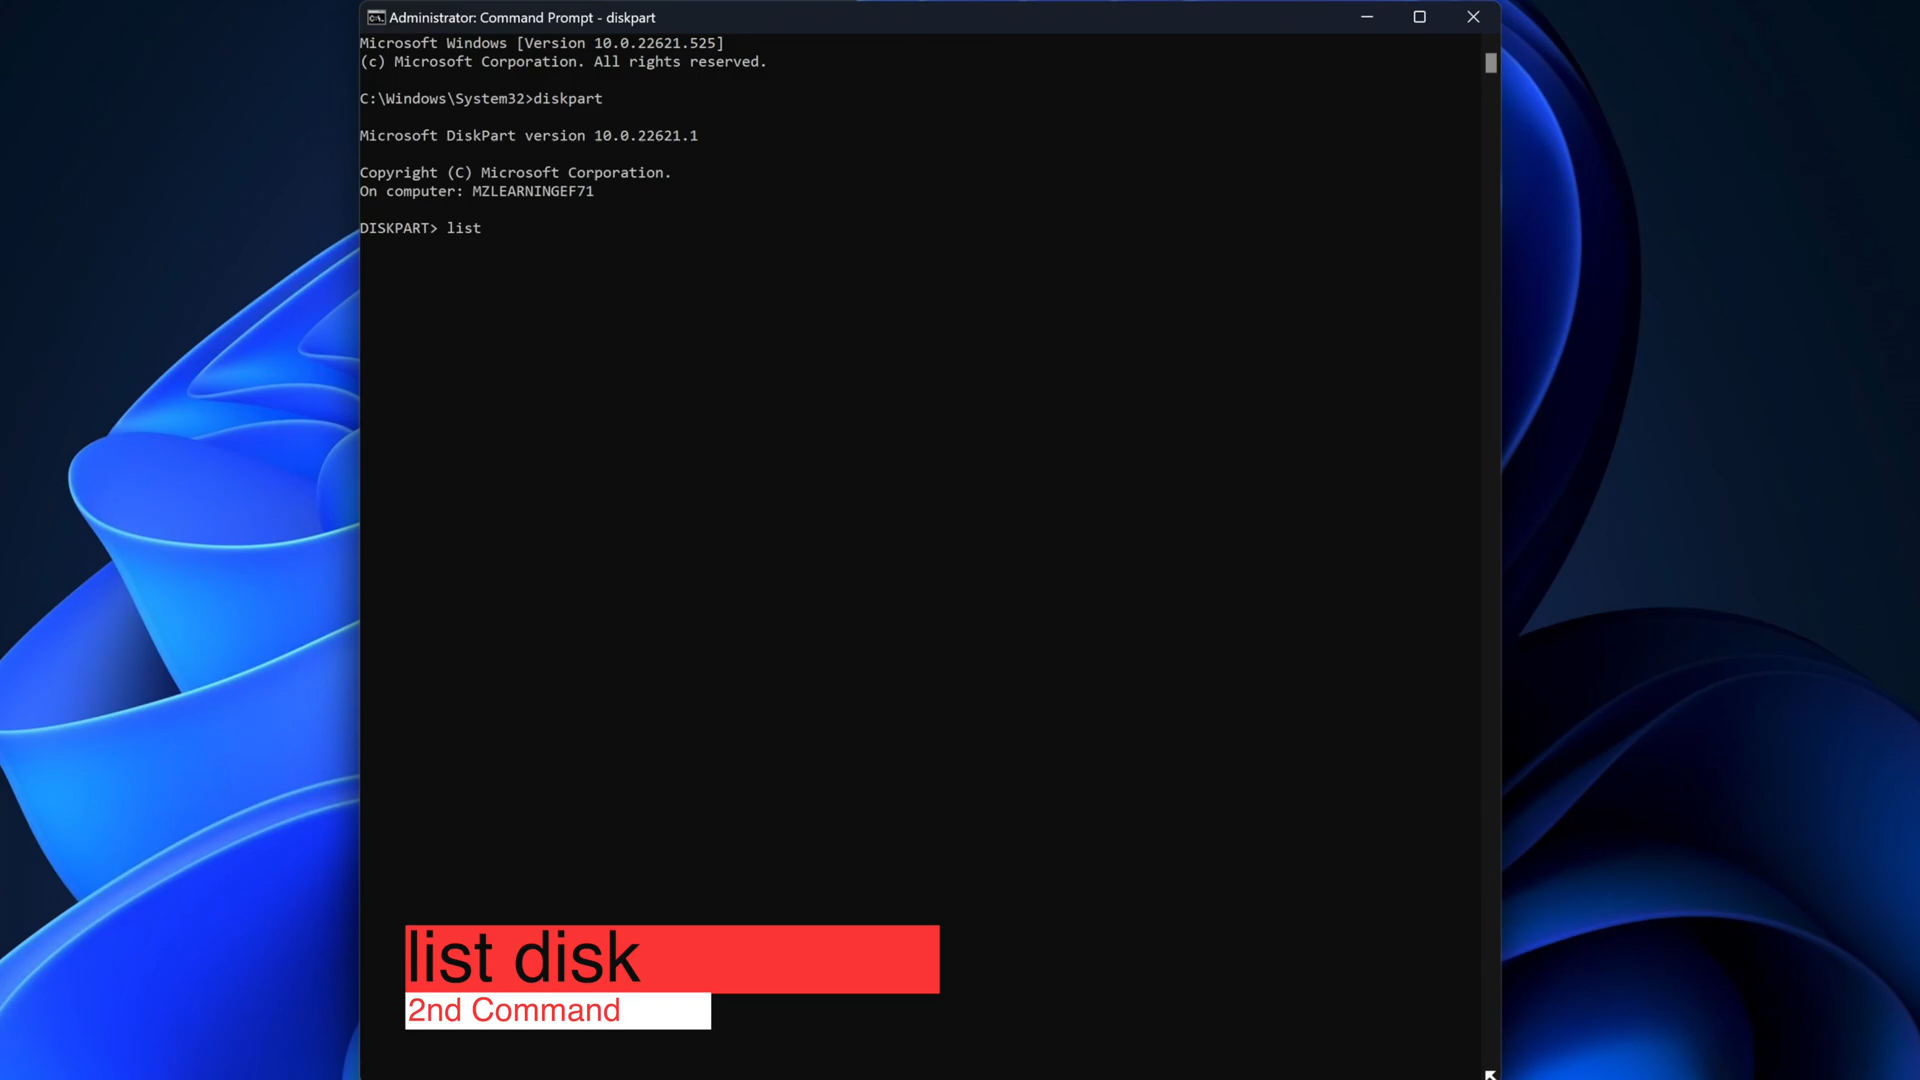 Administrator: Command Prompt - diskpart
Microsoft Windows [Version 10.0.22621.525]
(c) Microsoft Corporation. All rights reserved.
C:\Windows\System32>diskpart
Microsoft DiskPart version 10.0.22621.1
Copyright (C) Microsoft Corporation.
On computer: MZLEARNINGEF71
DISKPART> list
list disk
2nd Command